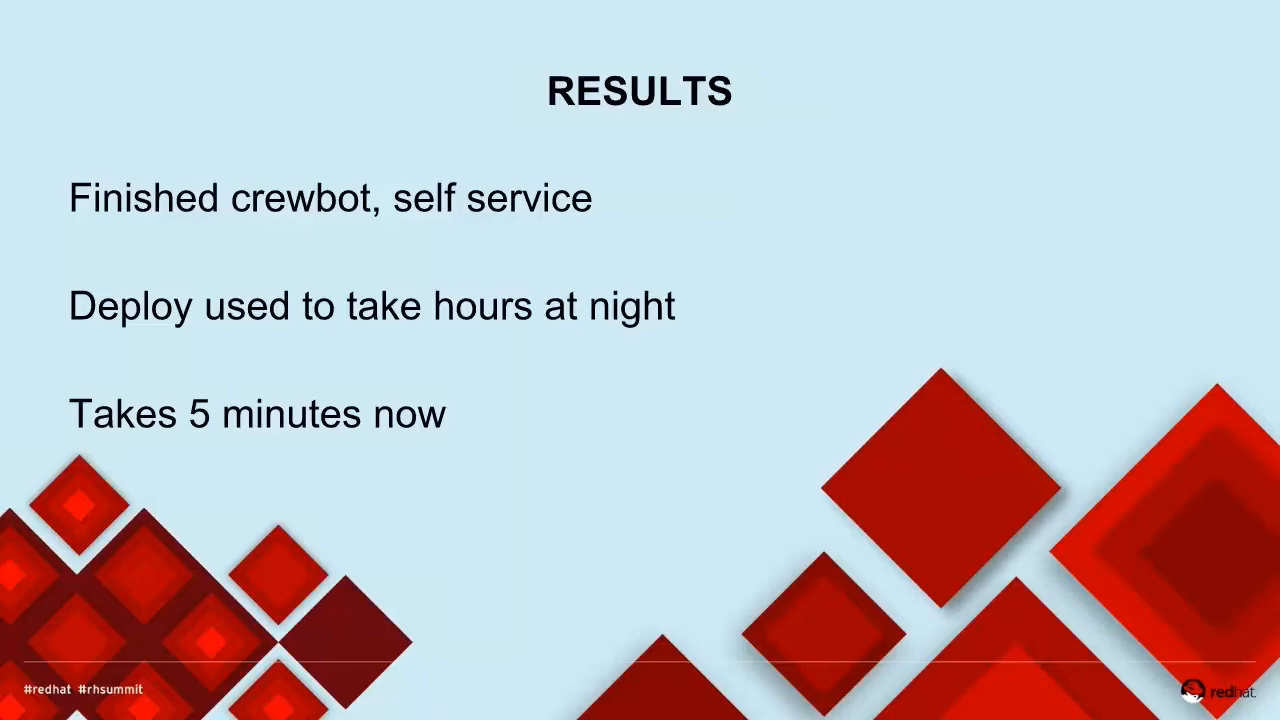 RESULTS
Finished crewbot, self service
Deploy used to take hours at night
Takes 5 minutes now
#redhat #rhsummit
redhat.